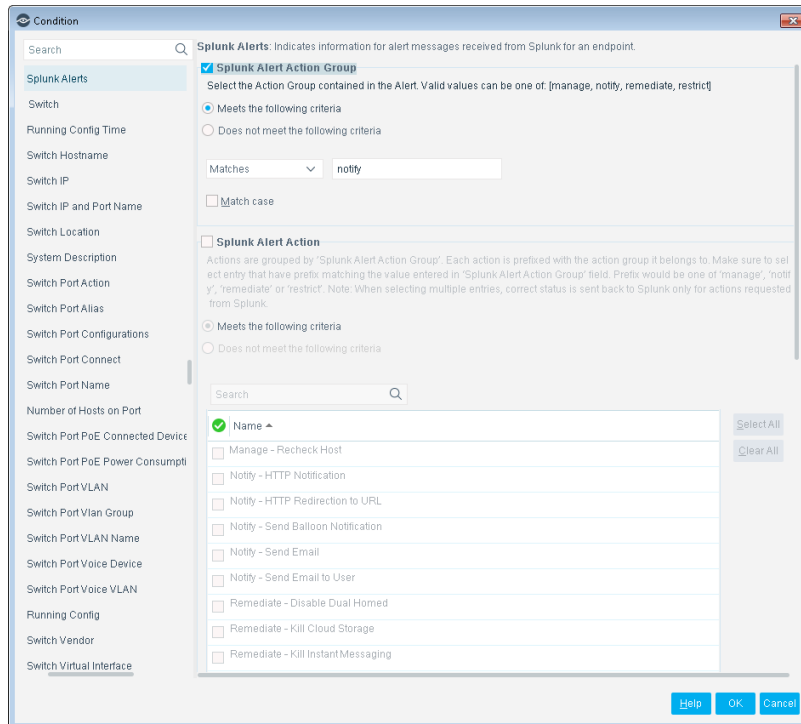 Condition
Search
Splunk Alerts
Switch
Running Config Time
Switch Hostname
Switch IP
Switch IP and Port Name
Switch Location
System Description
Switch Port Action
Switch Port Alias
Switch Port Configurations
Switch Port Connect
Switch Port Name
Number of Hosts on Port
Switch Port PoE Connected Device
Switch Port PoE Power Consumpti
Switch Port VLAN
Switch Port Vlan Group
Switch Port VLAN Name
Switch Port Voice Device
Switch Port Voice VLAN
Running Config
Switch Vendor
Switch Virtual Interface
Splunk Alerts: Indicates information for alert messages received from Splunk for an endpoint.
Splunk Alert Action Group
Select the Action Group contained in the Alert. Valid values can be one of: [manage, notify, remediate, restrict]
Meets the following criteria
Does not meet the following criteria
Matches
notify
Match case
Splunk Alert Action
Actions are grouped by 'Splunk Alert Action Group'. Each action is prefixed with the action group it belongs to. Make sure to sel
ect entry that have prefix matching the value entered in 'Splunk Alert Action Group' field. Prefix would be one of 'manage', 'notif
y', 'remediate' or 'restrict'. Note: When selecting multiple entries, correct status is sent back to Splunk only for actions requested
from Splunk.
Meets the following criteria
Does not meet the following criteria
Search
Name
Select All
Clear All
Manage - Recheck Host
Notify - HTTP Notification
Notify - HTTP Redirection to URL
Notify - Send Balloon Notification
Notify - Send Email
Notify - Send Email to User
Remediate - Disable Dual Homed
Remediate - Kill Cloud Storage
Remediate - Kill Instant Messaging
Help
OK
Cancel